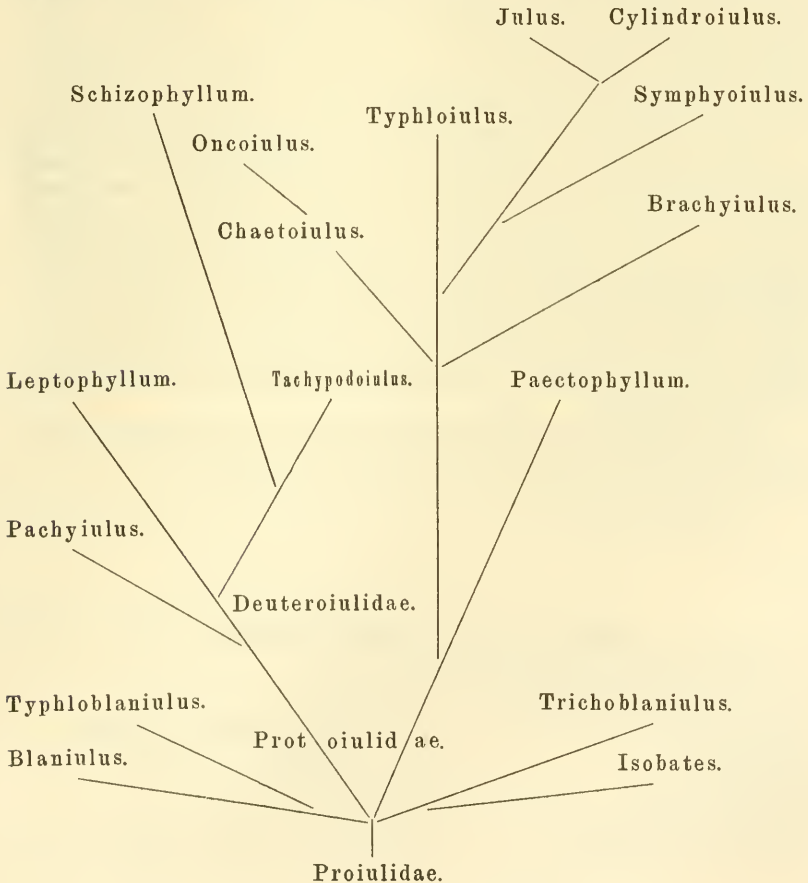 Julus. Cylindroiulus.
Schizophyllum. Symphyoiulus.
Typhloiulus.
Oncoiulus.
Brachyiulus.
Chaetoiulus.
Leptophyllum. Tachypodoiulus. Paectophyllum.
Pachyiulus.
Deuteroiulidae.
Typhloblaniulus. Trichoblaniulus.
Protoiulidae.
Blaniulus. Isobates.
Proiulidae.